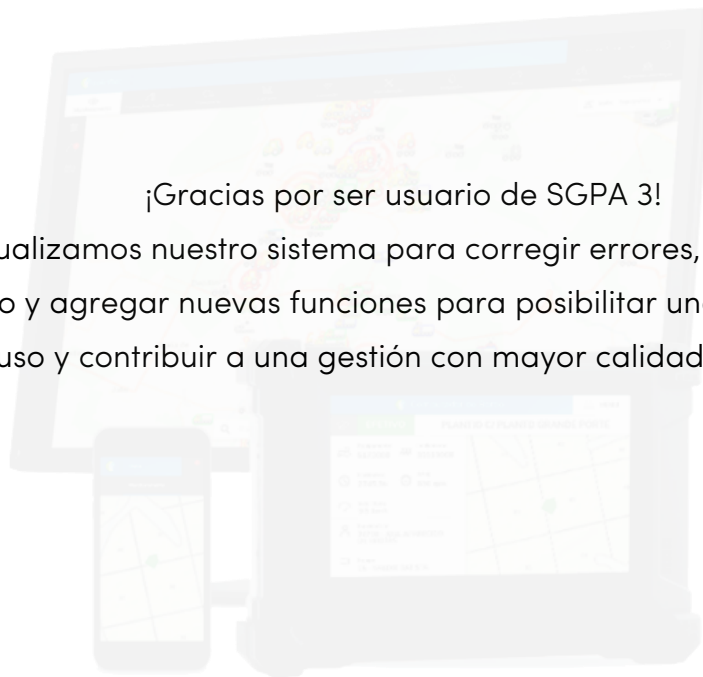 ¡Gracias por ser usuario de SGPA 3!
ualizamos nuestro sistema para corregir errores,
o y agregar nuevas funciones para posibilitar un
uso y contribuir a una gestión con mayor calidad